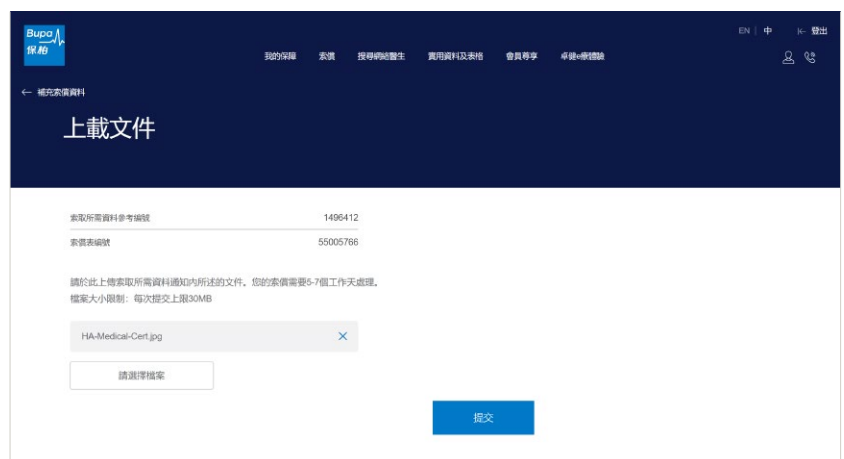 Bupa
保柏
EN | 中 登出
我的保障 索償 搜尋網絡醫生 實用資料及表格 會員尊享 卓健e療體驗
← 補充索償資料
上載文件
索取所需資料參考編號 1496412
索償表編號 55005766
請於此上傳索取所需資料通知內所述的文件。您的索償需要5-7個工作天處理。
檔案大小限制：每次提交上限30MB
HA-Medical-Cert.jpg ×
請選擇檔案
提交